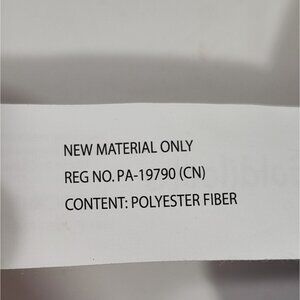 NEW MATERIAL ONLY
REG NO. PA-19790 (CN)
CONTENT: POLYESTER FIBER